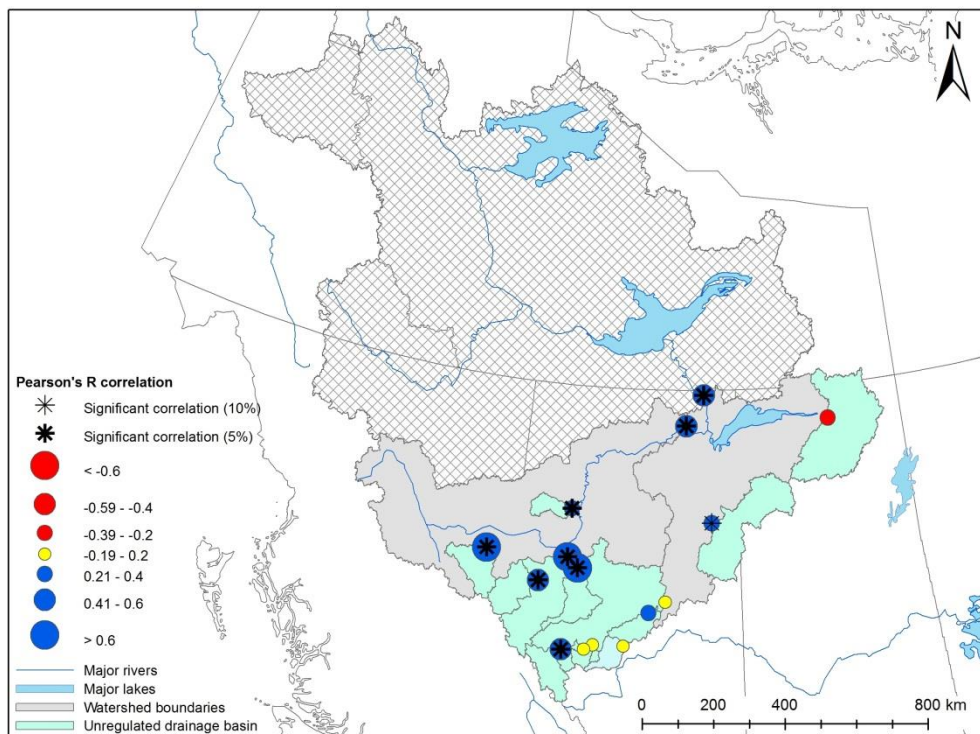 N
Pearson's R correlation
Significant correlation (10%)
Significant correlation (5%)
< -0.6
-0.59 - -0.4
-0.39 - -0.2
-0.19 - 0.2
0.21 - 0.4
0.41 - 0.6
> 0.6
Major rivers
Major lakes
Watershed boundaries
Unregulated drainage basin
0 200 400 600 800 km